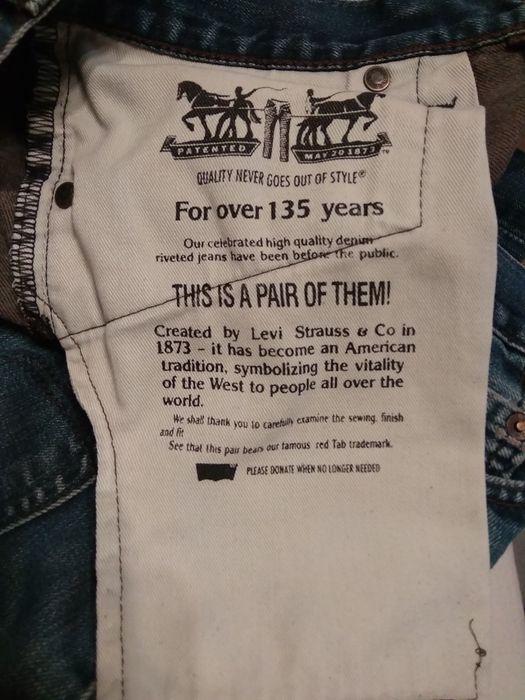 PATENTED MAY 20 1873 ™
QUALITY NEVER GOES OUT OF STYLE®
For over 135 years
Our celebrated high quality denim
riveted jeans have been before the public.
THIS IS A PAIR OF THEM!
Created by Levi Strauss & Co in
1873 - it has become an American
tradition, symbolizing the vitality
of the West to people all over the
world.
We shall thank you to carefully examine the sewing, finish
and fit
See that this pair bears our famous red Tab trademark.
PLEASE DONATE WHEN NO LONGER NEEDED